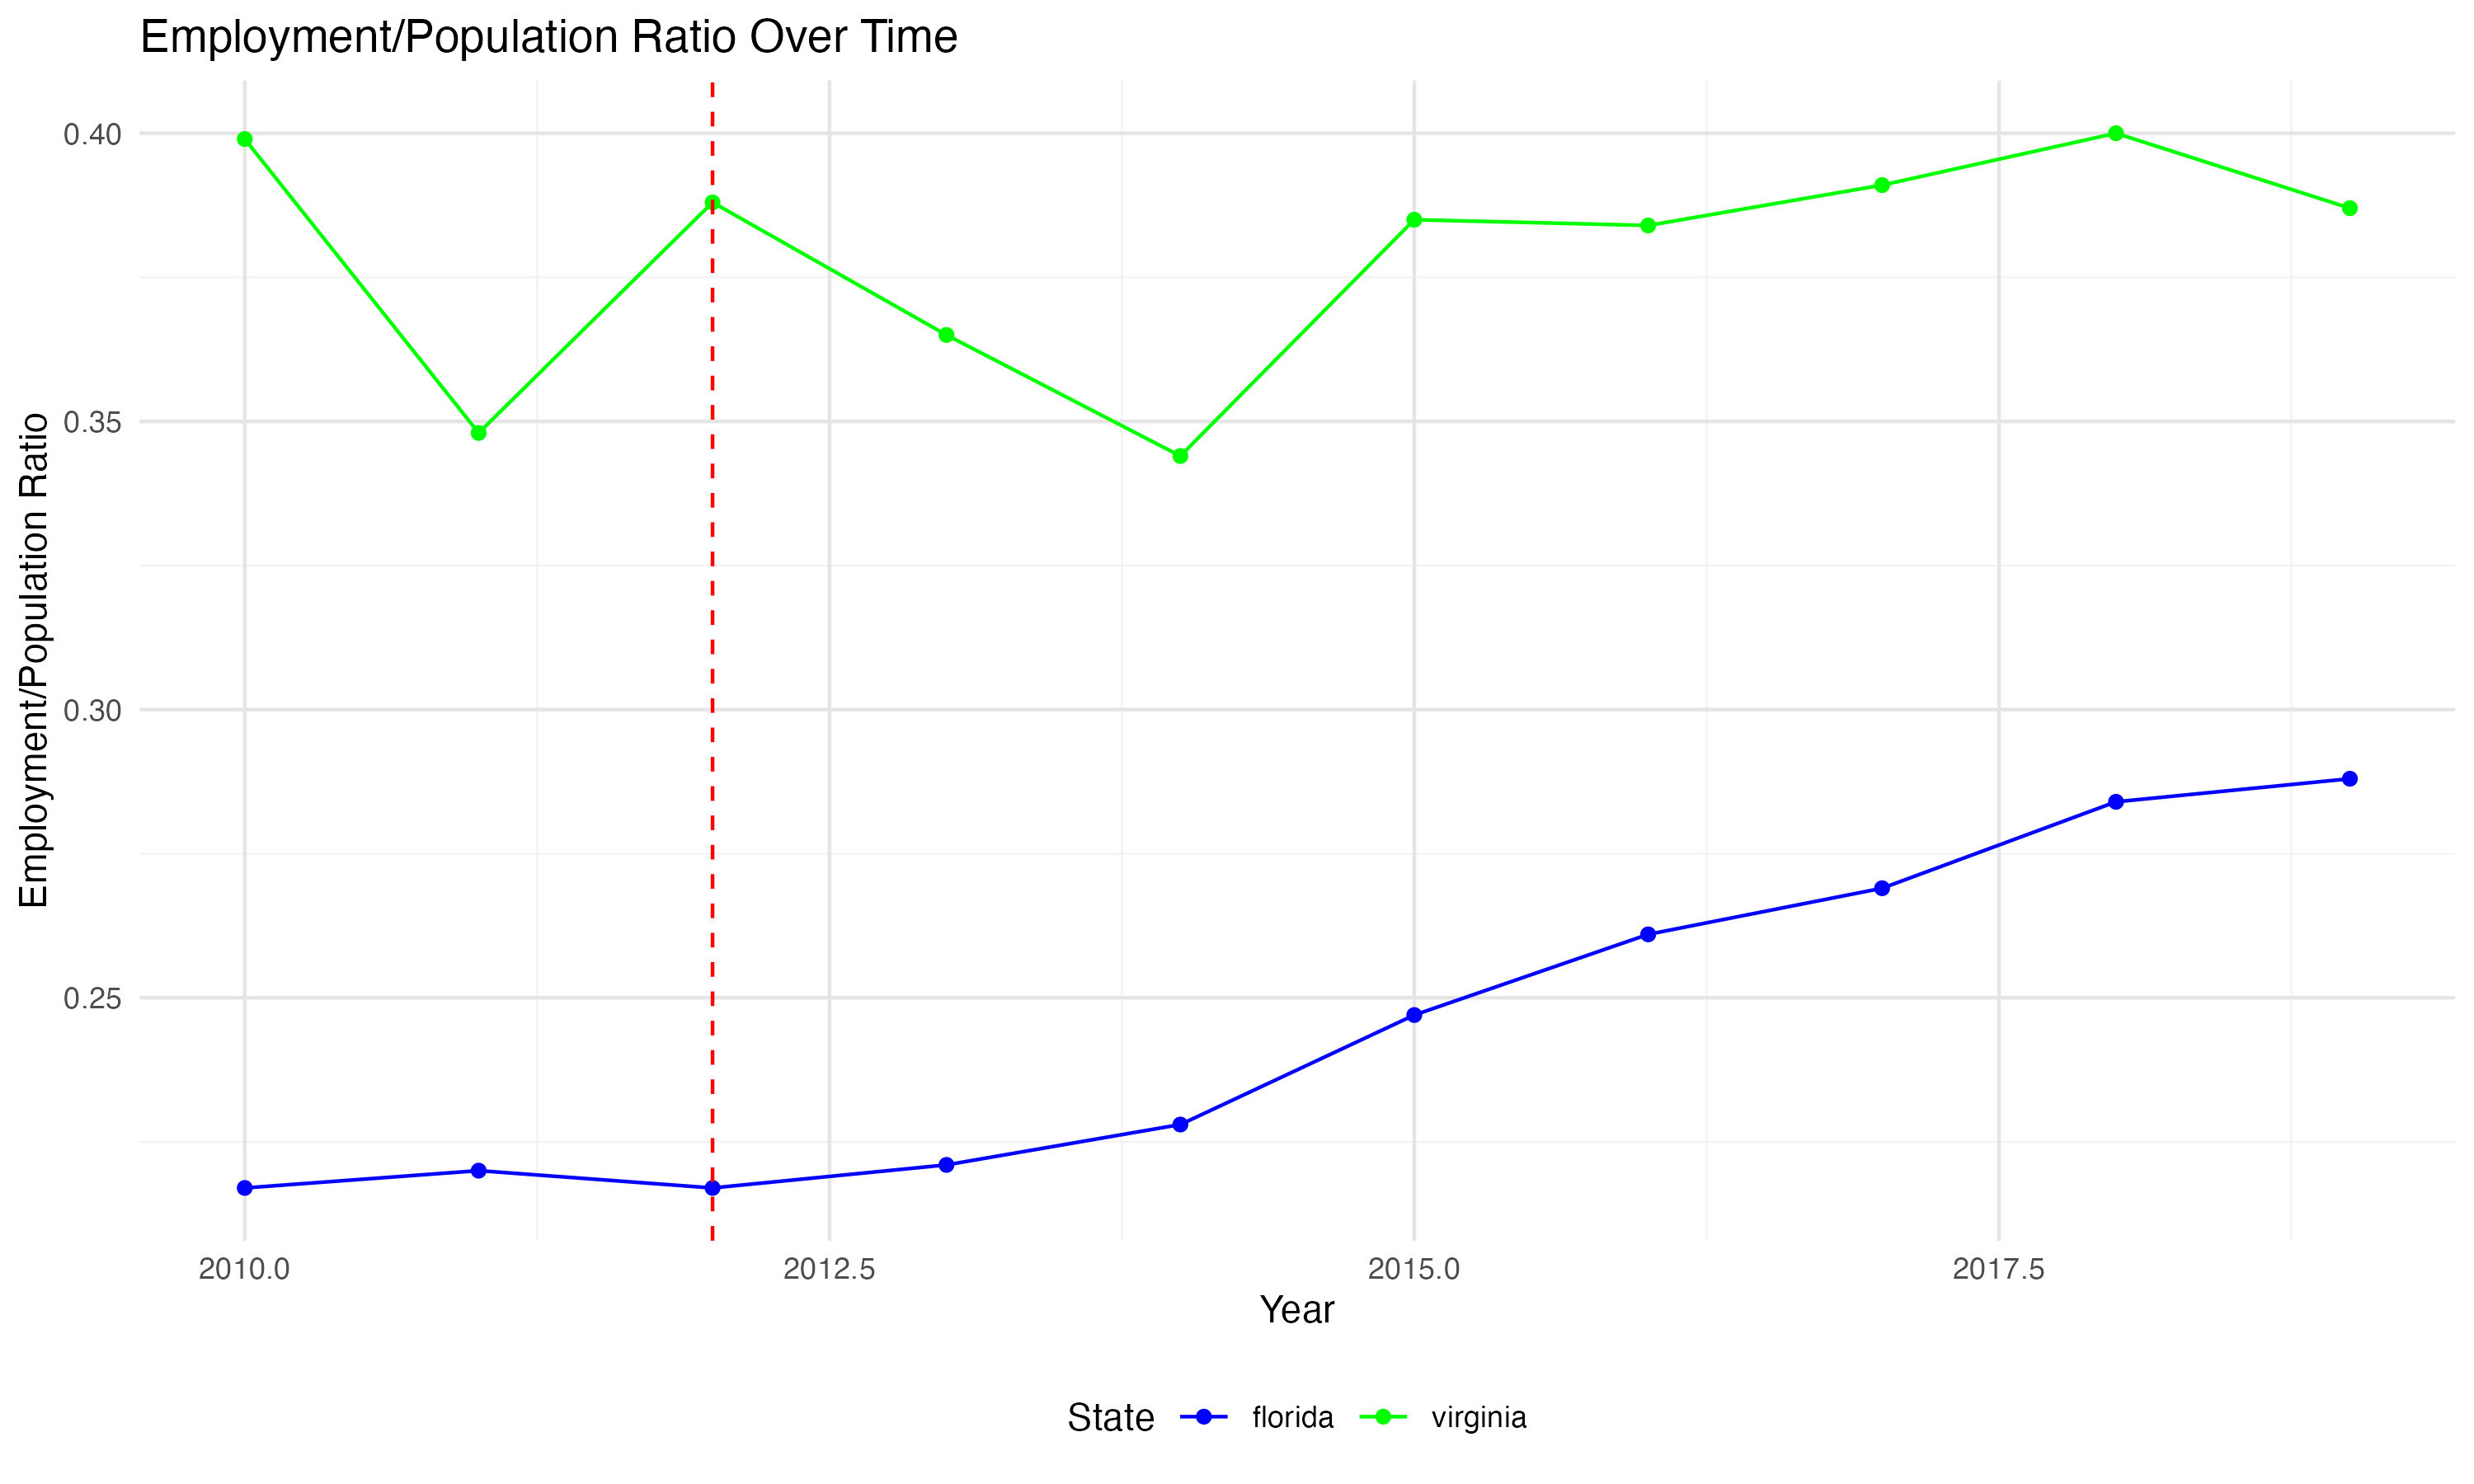 Employment/Population Ratio Over Time
Employment/Population Ratio
0.40
0.35
0.30
0.25
2010.0 2012.5 2015.0 2017.5
Year
State florida virginia